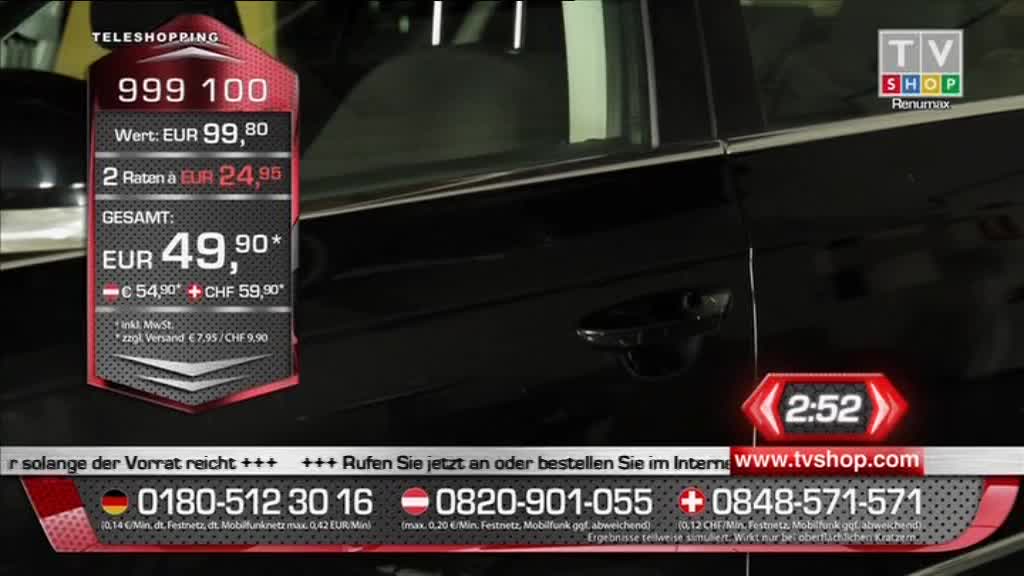 TELESHOPPING
999 100
Wert: EUR 99,80
2 Raten à EUR 24,95
GESAMT:
EUR 49,90*
€ 54,90* CHF 59,90*
* inkl. MwSt.
* zzgl. Versand € 7,95 / CHF 9,90
TV
SHOP
Renumax
2:52
r solange der Vorrat reicht +++ +++ Rufen Sie jetzt an oder bestellen Sie im Interne
www.tvshop.com
0180-512 30 16 0820-901-055 0848-571-571
(0,14 €/Min. dt. Festnetz, dt. Mobilfunknetz max. 0,42 EUR/Min) (max. 0,20 €/Min. Festnetz, Mobilfunk ggf. abweichend) (0,12 CHF/Min. Festnetz, Mobilfunk ggf. abweichend)
Ergebnisse teilweise simuliert. Wirkt nur bei oberflächlichen Kratzern.